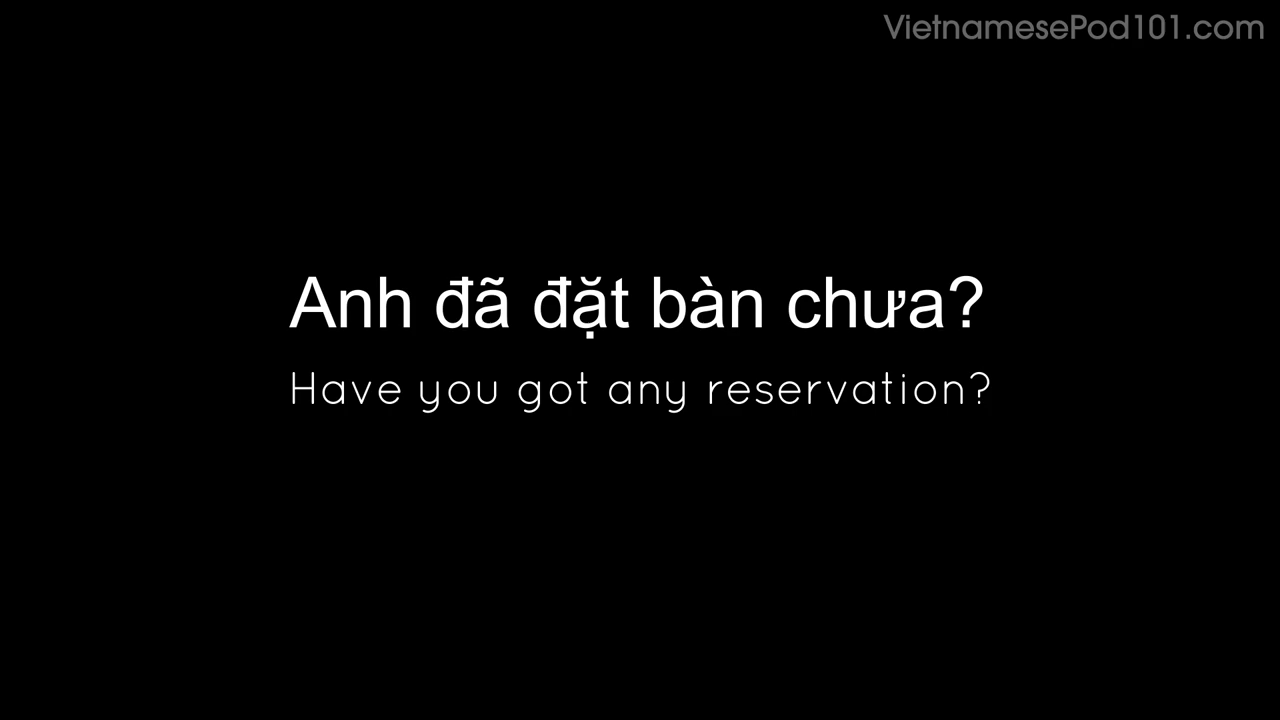 VietnamesePod101.com
Anh đã đặt bàn chưa?
Have you got any reservation?